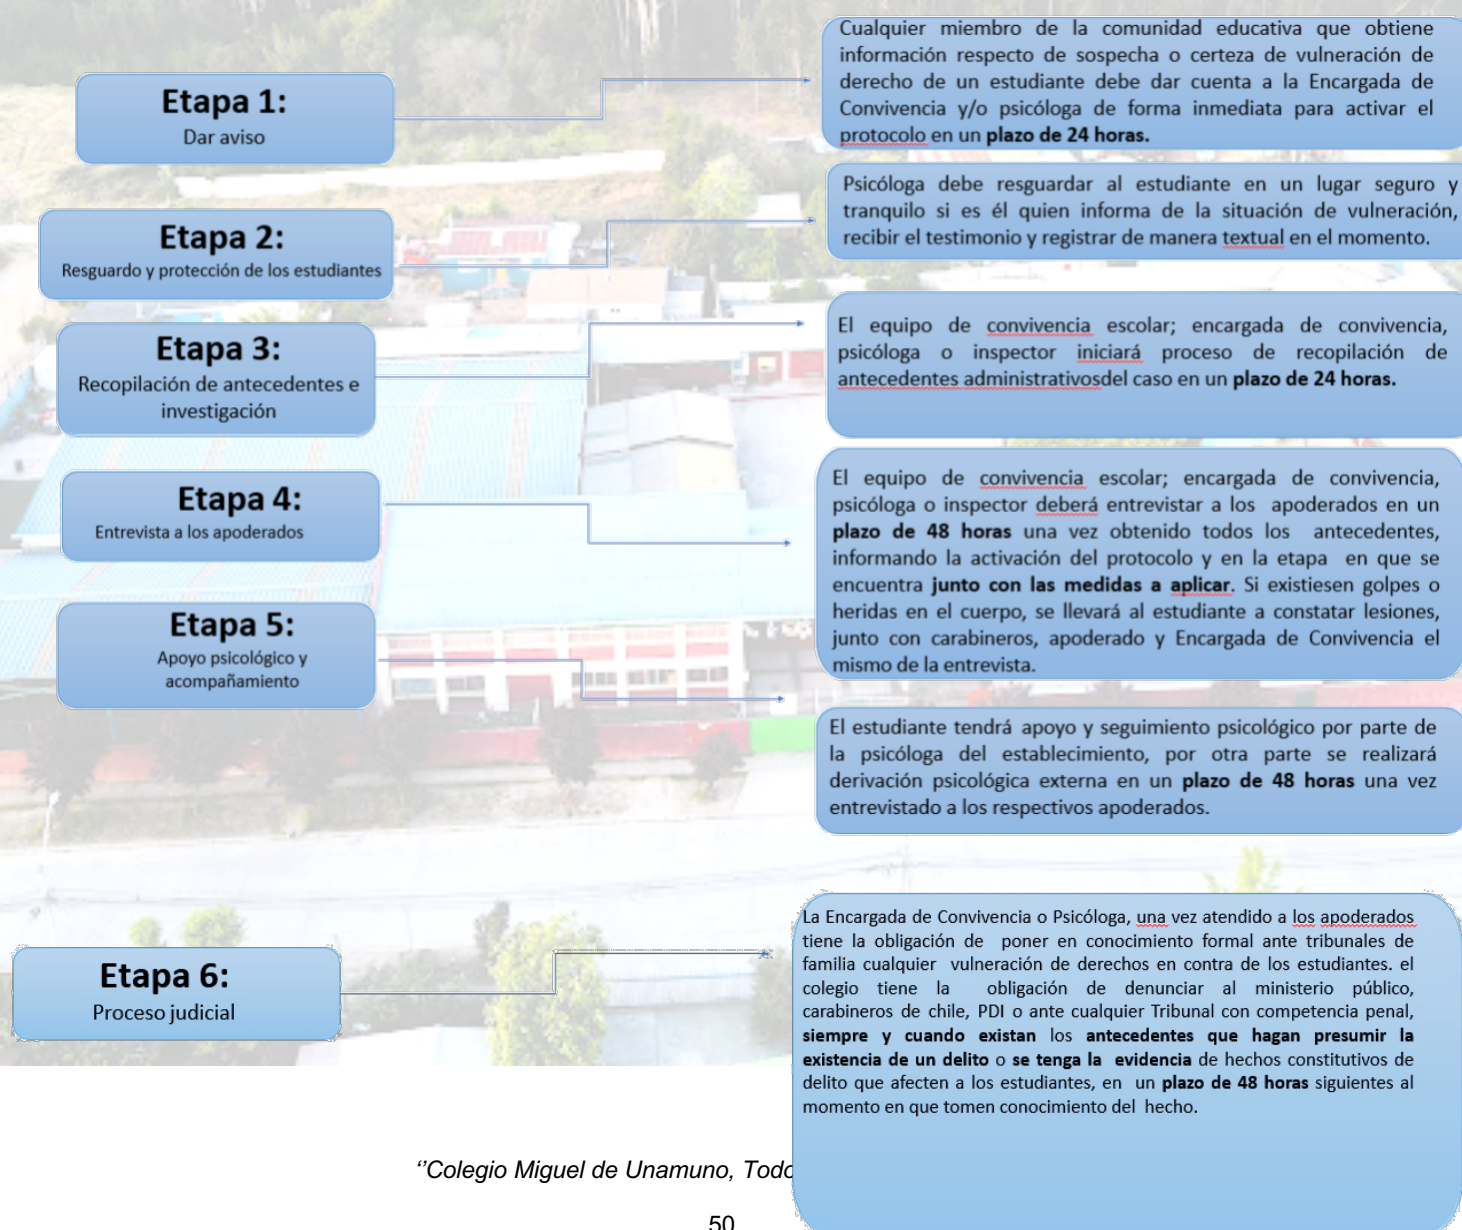 Etapa 1:
Dar aviso
Cualquier miembro de la comunidad educativa que obtiene
información respecto de sospecha o certeza de vulneración de
derecho de un estudiante debe dar cuenta a la Encargada de
Convivencia y/o psicóloga de forma inmediata para activar el
protocolo en un plazo de 24 horas.
Etapa 2:
Resguardo y protección de los estudiantes
Psicóloga debe resguardar al estudiante en un lugar seguro y
tranquilo si es él quien informa de la situación de vulneración,
recibir el testimonio y registrar de manera textual en el momento.
Etapa 3:
Recopilación de antecedentes e
investigación
El equipo de convivencia escolar; encargada de convivencia,
psicóloga o inspector iniciará proceso de recopilación de
antecedentes administrativosdel caso en un plazo de 24 horas.
Etapa 4:
Entrevista a los apoderados
El equipo de convivencia escolar; encargada de convivencia,
psicóloga o inspector deberá entrevistar a los apoderados en un
plazo de 48 horas una vez obtenido todos los antecedentes,
informando la activación del protocolo y en la etapa en que se
encuentra junto con las medidas a aplicar. Si existiesen golpes o
heridas en el cuerpo, se llevará al estudiante a constatar lesiones,
junto con carabineros, apoderado y Encargada de Convivencia el
mismo de la entrevista.
Etapa 5:
Apoyo psicológico y
acompañamiento
El estudiante tendrá apoyo y seguimiento psicológico por parte de
la psicóloga del establecimiento, por otra parte se realizará
derivación psicológica externa en un plazo de 48 horas una vez
entrevistado a los respectivos apoderados.
Etapa 6:
Proceso judicial
La Encargada de Convivencia o Psicóloga, una vez atendido a los apoderados
tiene la obligación de poner en conocimiento formal ante tribunales de
familia cualquier vulneración de derechos en contra de los estudiantes. el
colegio tiene la obligación de denunciar al ministerio público,
carabineros de chile, PDI o ante cualquier Tribunal con competencia penal,
siempre y cuando existan los antecedentes que hagan presumir la
existencia de un delito o se tenga la evidencia de hechos constitutivos de
delito que afecten a los estudiantes, en un plazo de 48 horas siguientes al
momento en que tomen conocimiento del hecho.
‘’Colegio Miguel de Unamuno, Todo
50